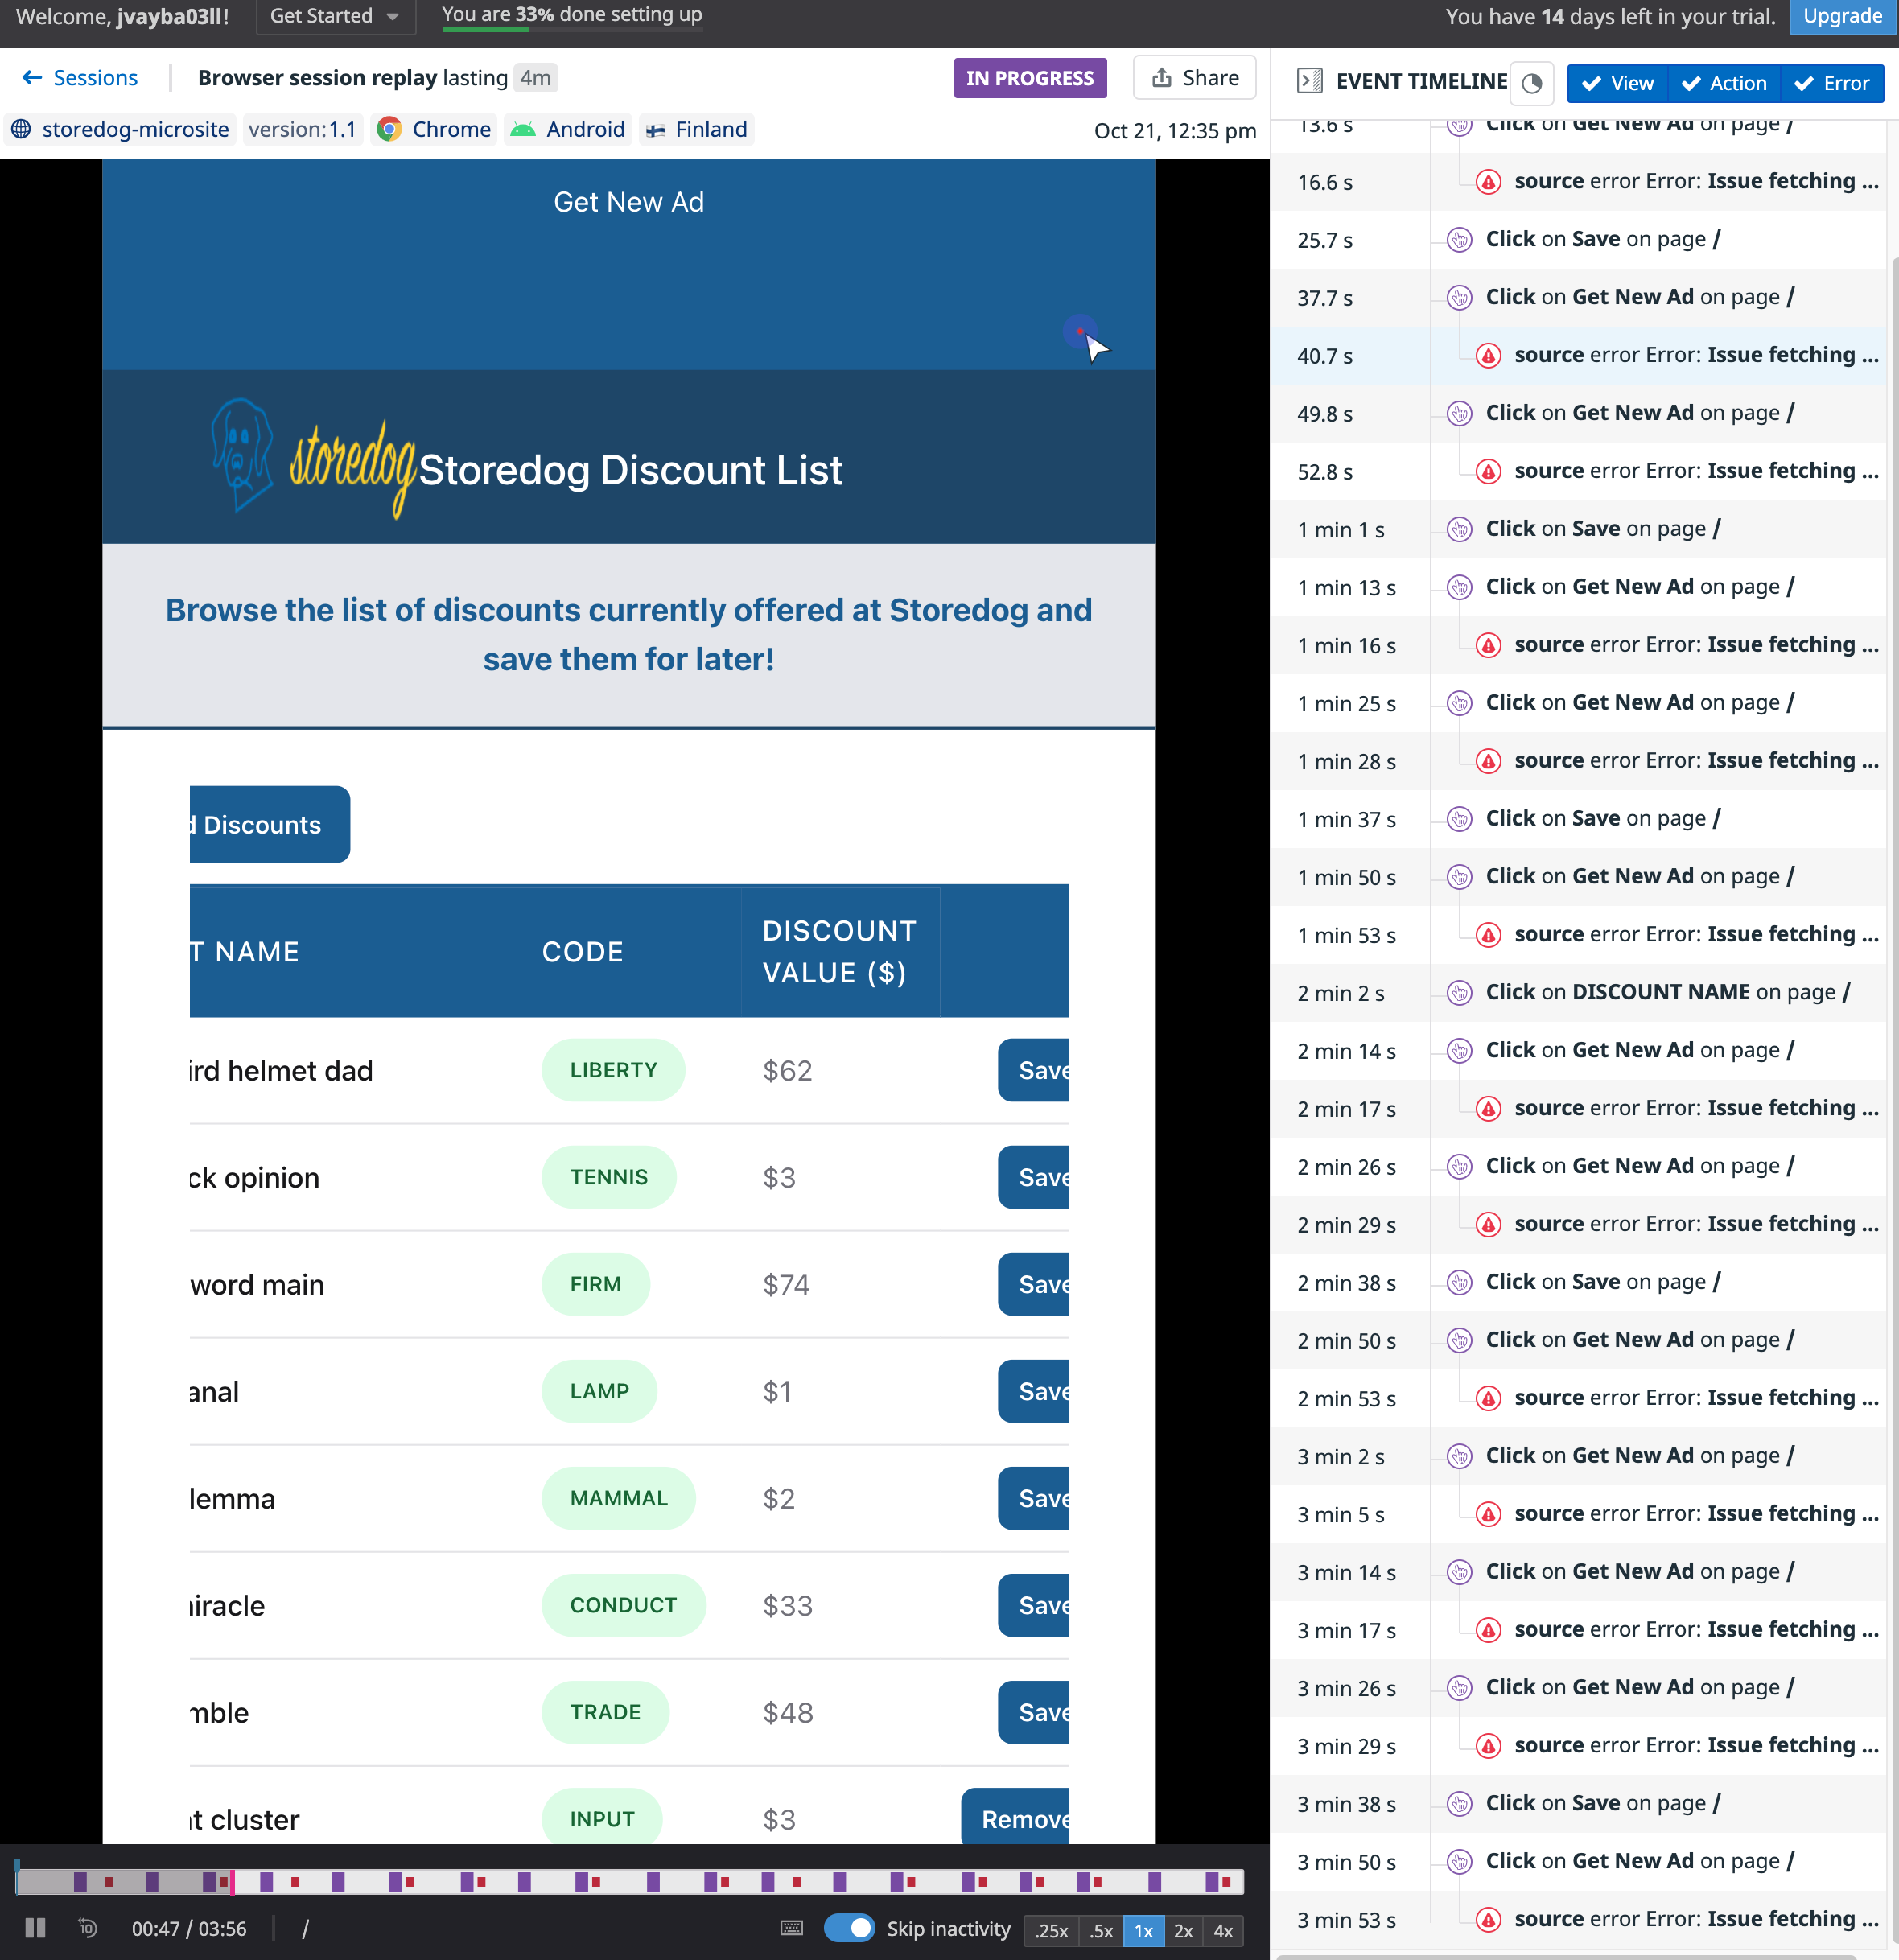 Welcome, jvayba03ll!
Get Started
You are 33% done setting up
You have 14 days left in your trial.
Upgrade
Sessions
Browser session replay lasting 4m
IN PROGRESS
Share
storedog-microsite
version:1.1
Chrome
Android
Finland
Oct 21, 12:35 pm
Get New Ad
storedog
Storedog Discount List
Browse the list of discounts currently offered at Storedog and
save them for later!
d Discounts
T NAME
CODE
DISCOUNT
VALUE ($)
ird helmet dad LIBERTY $62 Save
ck opinion TENNIS $3 Save
word main FIRM $74 Save
anal LAMP $1 Save
lemma MAMMAL $2 Save
iracle CONDUCT $33 Save
mble TRADE $48 Save
t cluster INPUT $3 Remove
10
00:47 / 03:56
/
Skip inactivity
.25x .5x 1x 2x 4x
EVENT TIMELINE
View
Action
Error
13.6 s Click on Get New Ad on page /
16.6 s source error Error: Issue fetching ...
25.7 s Click on Save on page /
37.7 s Click on Get New Ad on page /
40.7 s source error Error: Issue fetching ...
49.8 s Click on Get New Ad on page /
52.8 s source error Error: Issue fetching ...
1 min 1 s Click on Save on page /
1 min 13 s Click on Get New Ad on page /
1 min 16 s source error Error: Issue fetching ...
1 min 25 s Click on Get New Ad on page /
1 min 28 s source error Error: Issue fetching ...
1 min 37 s Click on Save on page /
1 min 50 s Click on Get New Ad on page /
1 min 53 s source error Error: Issue fetching ...
2 min 2 s Click on DISCOUNT NAME on page /
2 min 14 s Click on Get New Ad on page /
2 min 17 s source error Error: Issue fetching ...
2 min 26 s Click on Get New Ad on page /
2 min 29 s source error Error: Issue fetching ...
2 min 38 s Click on Save on page /
2 min 50 s Click on Get New Ad on page /
2 min 53 s source error Error: Issue fetching ...
3 min 2 s Click on Get New Ad on page /
3 min 5 s source error Error: Issue fetching ...
3 min 14 s Click on Get New Ad on page /
3 min 17 s source error Error: Issue fetching ...
3 min 26 s Click on Get New Ad on page /
3 min 29 s source error Error: Issue fetching ...
3 min 38 s Click on Save on page /
3 min 50 s Click on Get New Ad on page /
3 min 53 s source error Error: Issue fetching ...